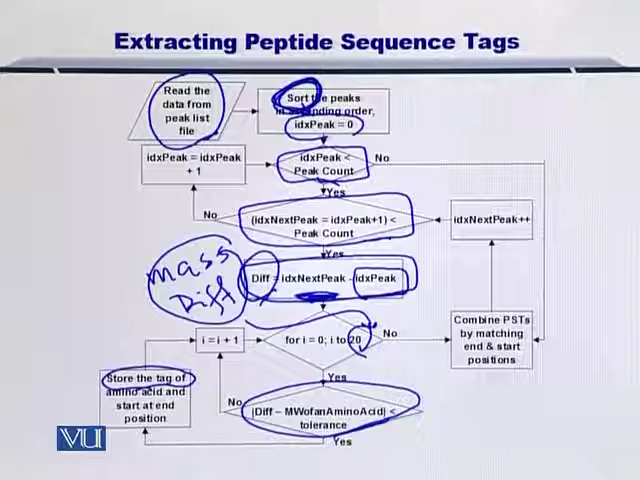 Extracting Peptide Sequence Tags
Read the
data from
peak list
file
Sort the peaks
in ascending order,
idxPeak = 0
idxPeak = idxPeak
+ 1
idxPeak <
Peak Count
No
Yes
No
(idxNextPeak = idxPeak+1) <
Peak Count
idxNextPeak++
Yes
mass
Diff
Diff = idxNextPeak - idxPeak
i = i + 1
for i = 0; i to 20
No
Combine PSTs
by matching
end & start
positions
Yes
Store the tag of
amino acid and
start at end
position
No
|Diff – MWofanAminoAcid| <
tolerance
Yes
VU